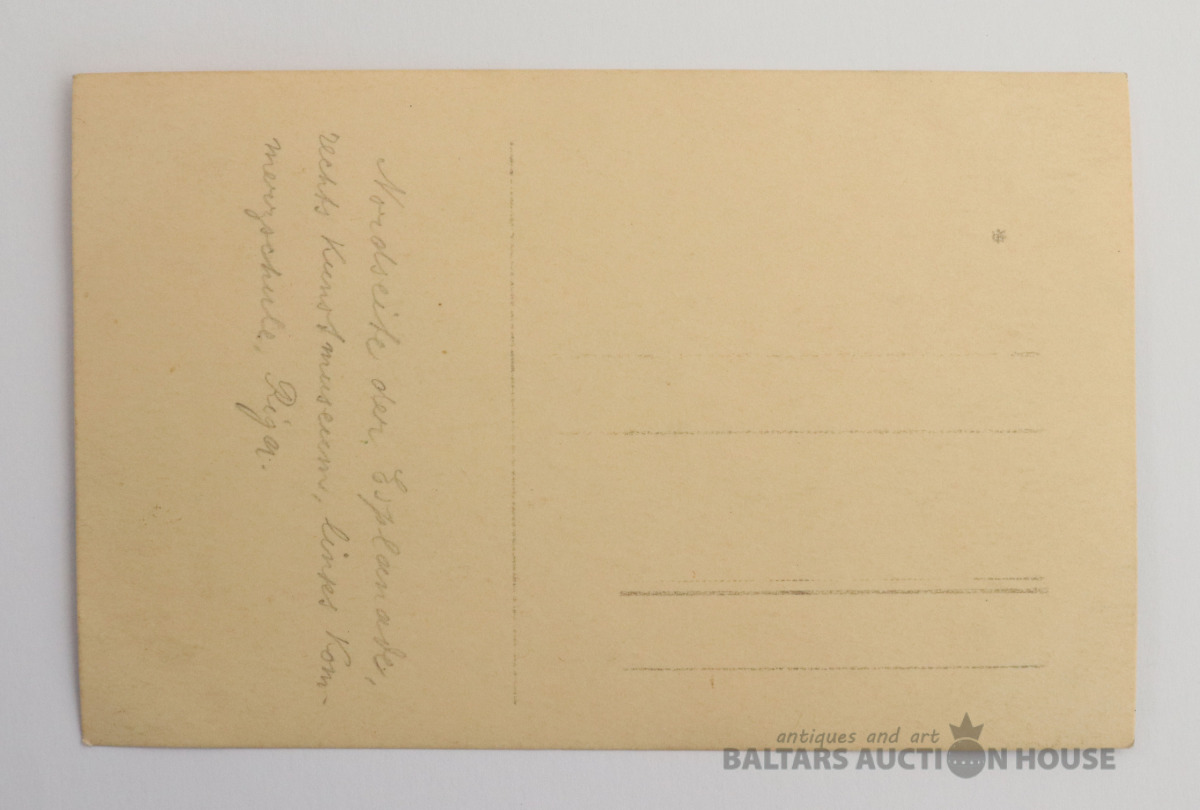 Nordseite der Esplanade,
rechts Kunstmuseum, links Kom-
merzschule, Riga.
antiques and art
BALTARS AUCTION HOUSE